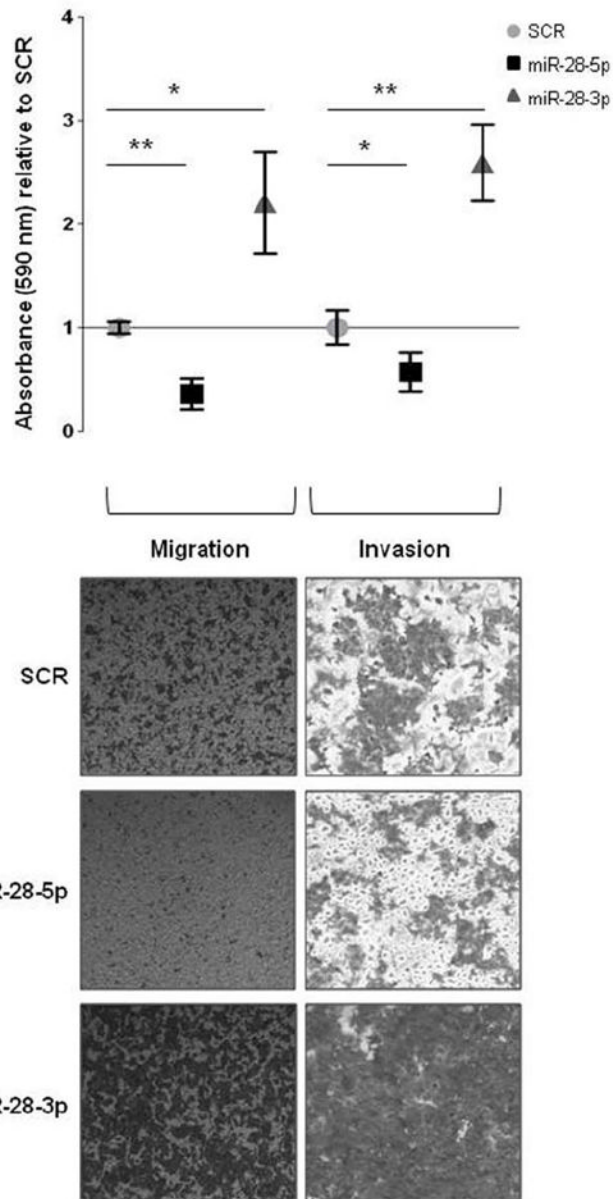 4
3
2
1
0
Absorbance (590 nm) relative to SCR
SCR
miR-28-5p
miR-28-3p
*
**
**
*
Migration
Invasion
SCR
R-28-5p
R-28-3p